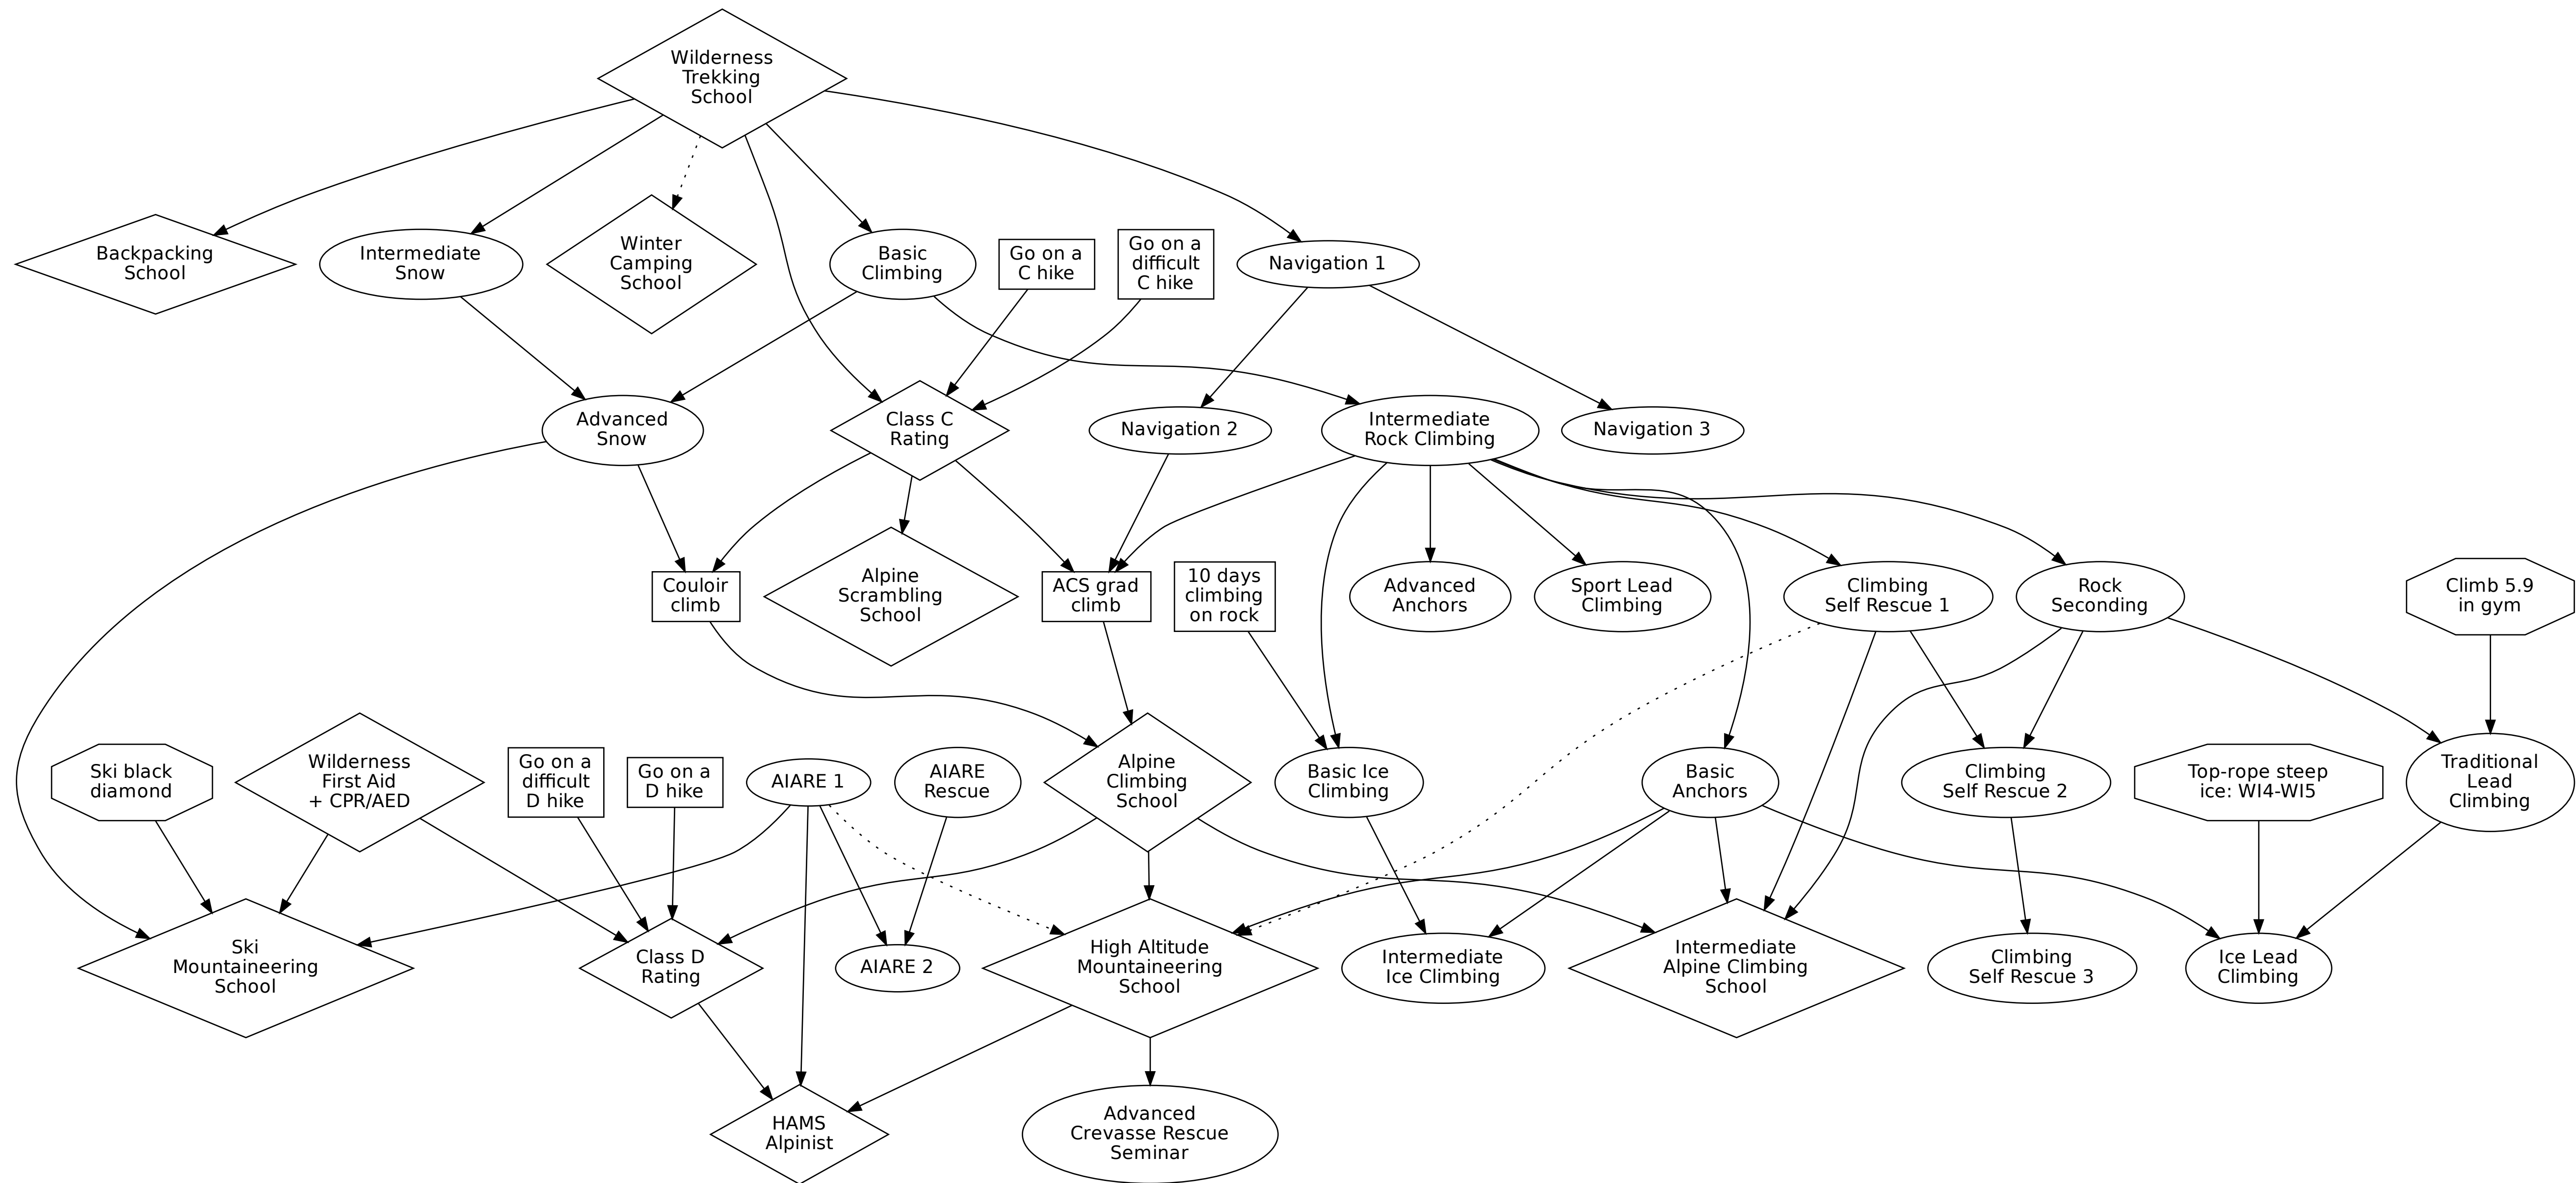 Wilderness
Trekking
School
Backpacking
School
Intermediate
Snow
Winter
Camping
School
Basic
Climbing
Go on a
C hike
Go on a
difficult
C hike
Navigation 1
Advanced
Snow
Class C
Rating
Navigation 2
Intermediate
Rock Climbing
Navigation 3
Couloir
climb
Alpine
Scrambling
School
ACS grad
climb
10 days
climbing
on rock
Advanced
Anchors
Sport Lead
Climbing
Climbing
Self Rescue 1
Rock
Seconding
Climb 5.9
in gym
Ski black
diamond
Wilderness
First Aid
+ CPR/AED
Go on a
difficult
D hike
Go on a
D hike
AIARE 1
AIARE
Rescue
Alpine
Climbing
School
Basic Ice
Climbing
Basic
Anchors
Climbing
Self Rescue 2
Top-rope steep
ice: WI4-WI5
Traditional
Lead
Climbing
Ski
Mountaineering
School
Class D
Rating
AIARE 2
High Altitude
Mountaineering
School
Intermediate
Ice Climbing
Intermediate
Alpine Climbing
School
Climbing
Self Rescue 3
Ice Lead
Climbing
HAMS
Alpinist
Advanced
Crevasse Rescue
Seminar